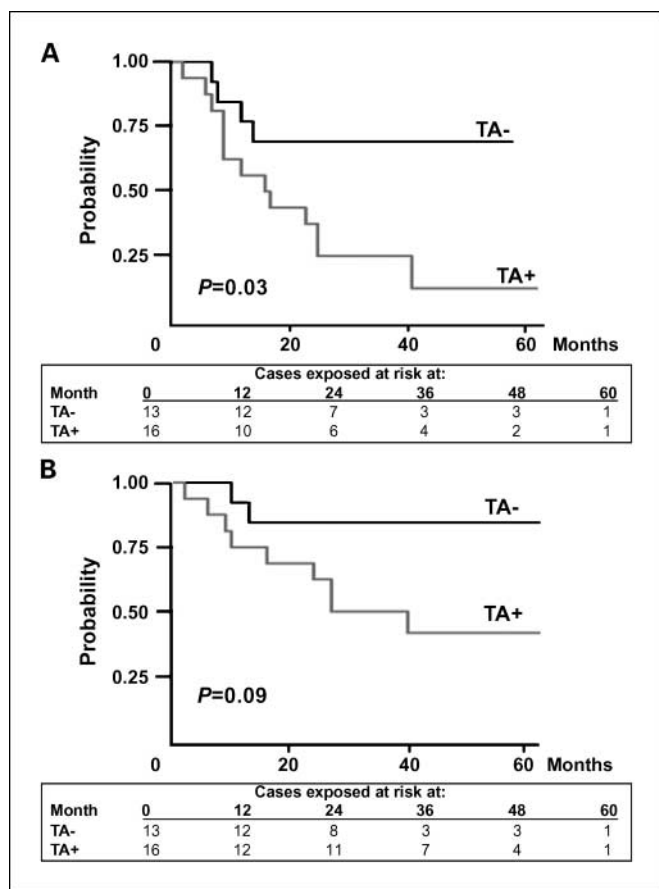 A
1.00
TA-
0.75
Probability
0.50
0.25
TA+
P=0.03
0 20 40 60 Months
Cases exposed at risk at:
Month 0 12 24 36 48 60
TA- 13 12 7 3 3 1
TA+ 16 10 6 4 2 1
B
1.00
TA-
0.75
Probability
0.50
TA+
0.25
P=0.09
0 20 40 60 Months
Cases exposed at risk at:
Month 0 12 24 36 48 60
TA- 13 12 8 3 3 1
TA+ 16 12 11 7 4 1